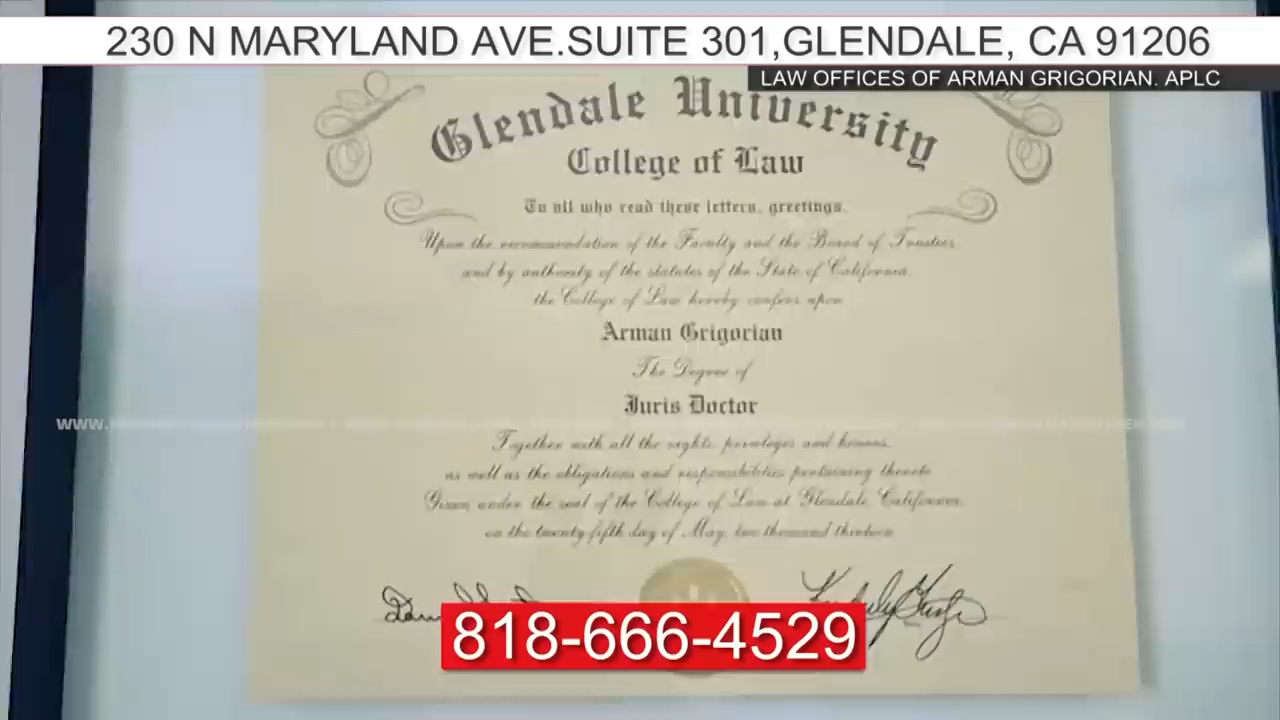 230 N MARYLAND AVE.SUITE 301,GLENDALE, CA 91206
LAW OFFICES OF ARMAN GRIGORIAN. APLC
Glendale University
College of Law
To all who read these letters, greetings.
Upon the recommendation of the Faculty and the Board of Trustees
and by authority of the statutes of the State of California,
the College of Law hereby confers upon
Arman Grigorian
The Degree of
Juris Doctor
WWW.
Together with all the rights, privileges and honors,
as well as the obligations and responsibilities pertaining thereto
Given under the seal of the College of Law at Glendale, California,
on the twenty-fifth day of May, two thousand thirteen
818-666-4529